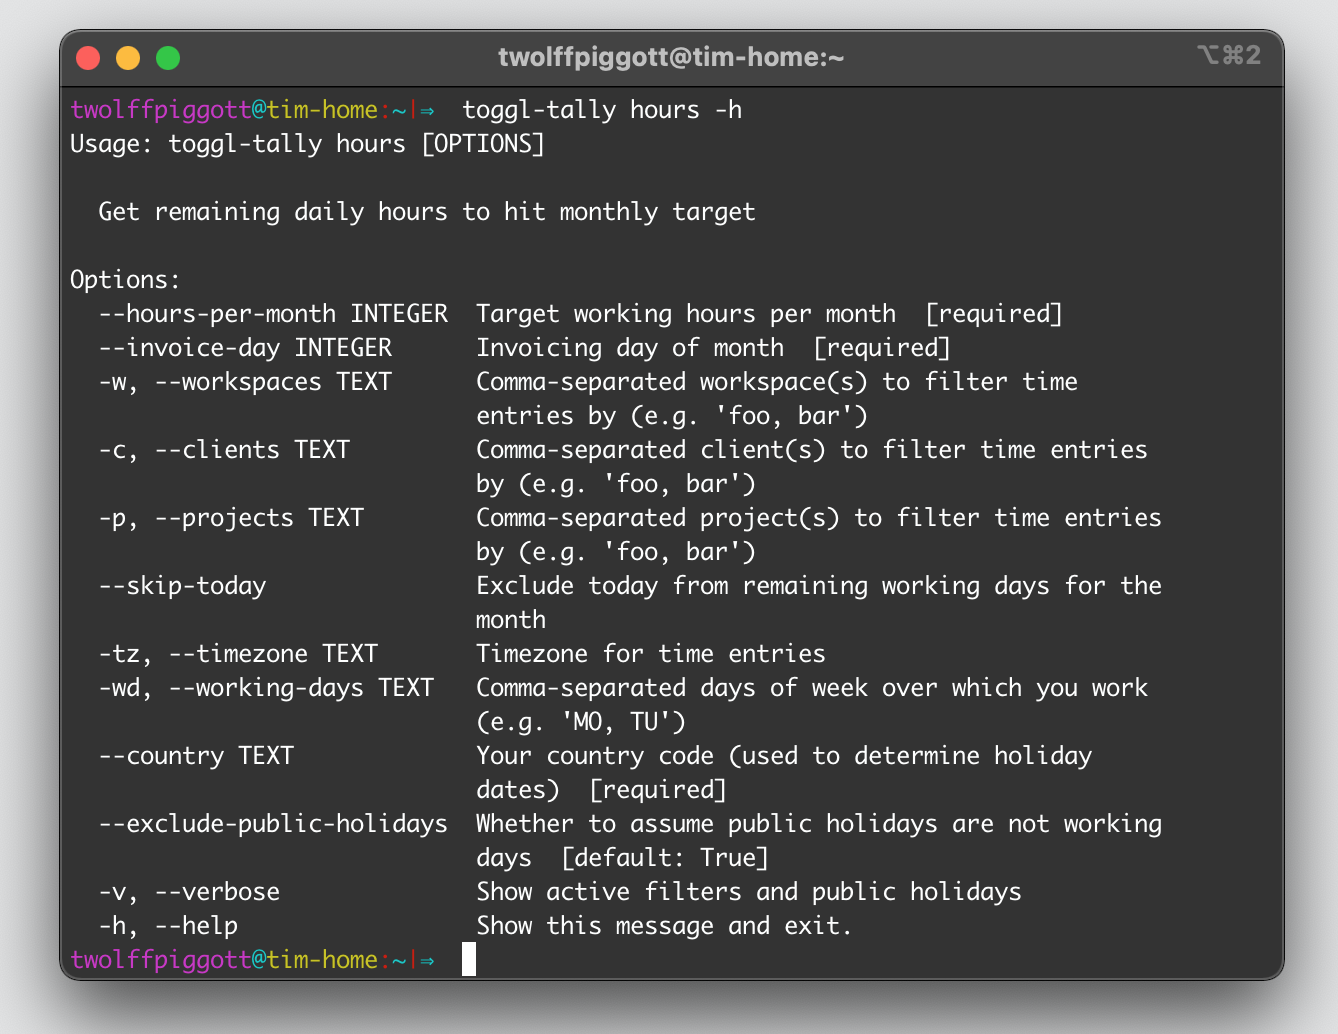 twolffpiggott@tim-home:~
⌥⌘2
twolffpiggott@tim-home:~|⇒  toggl-tally hours -h
Usage: toggl-tally hours [OPTIONS]

  Get remaining daily hours to hit monthly target

Options:
  --hours-per-month INTEGER  Target working hours per month  [required]
  --invoice-day INTEGER      Invoicing day of month  [required]
  -w, --workspaces TEXT      Comma-separated workspace(s) to filter time
                             entries by (e.g. 'foo, bar')
  -c, --clients TEXT         Comma-separated client(s) to filter time entries
                             by (e.g. 'foo, bar')
  -p, --projects TEXT        Comma-separated project(s) to filter time entries
                             by (e.g. 'foo, bar')
  --skip-today               Exclude today from remaining working days for the
                             month
  -tz, --timezone TEXT       Timezone for time entries
  -wd, --working-days TEXT   Comma-separated days of week over which you work
                             (e.g. 'MO, TU')
  --country TEXT             Your country code (used to determine holiday
                             dates)  [required]
  --exclude-public-holidays  Whether to assume public holidays are not working
                             days  [default: True]
  -v, --verbose              Show active filters and public holidays
  -h, --help                 Show this message and exit.
twolffpiggott@tim-home:~|⇒